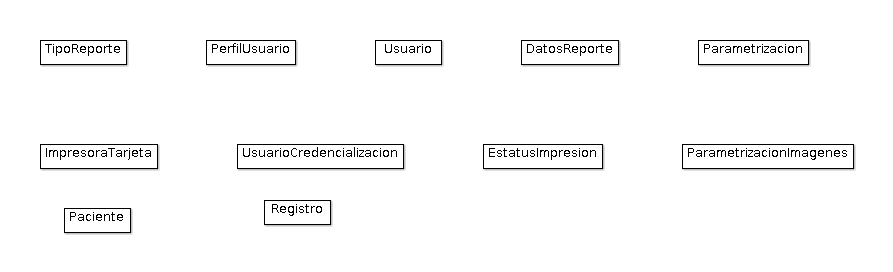 TipoReporte
PerfilUsuario
Usuario
DatosReporte
Parametrizacion
ImpresoraTarjeta
UsuarioCredencializacion
EstatusImpresion
ParametrizacionImagenes
Paciente
Registro